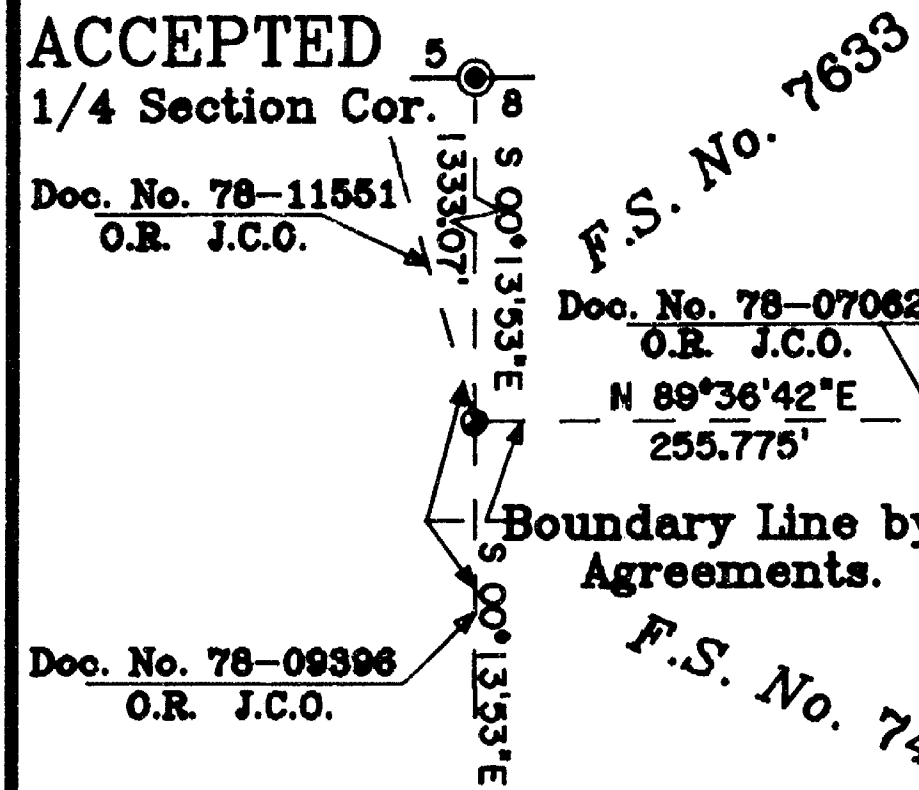 ACCEPTED
1/4 Section Cor.
5
8
F.S. No. 7633
Doc. No. 78-11551
O.R. J.C.O.
1333.07'
S 00°13'53"E
Doc. No. 78-07062
O.R. J.C.O.
N 89°36'42"E
255.775'
Boundary Line by
Agreements.
S 00°13'53"E
Doc. No. 78-09396
O.R. J.C.O.
F.S. No. 74